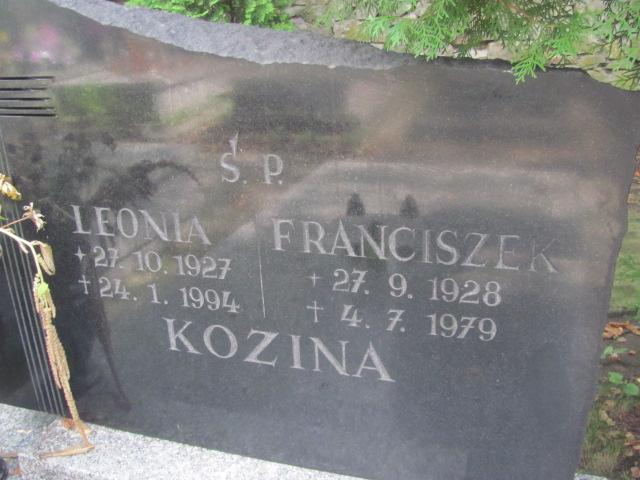 Ś. P.
LEONIA
+ 27. 10. 1927
+ 24. 1. 1994
FRANCISZEK
+ 27. 9. 1928
† 4. 7. 1979
KOZINA